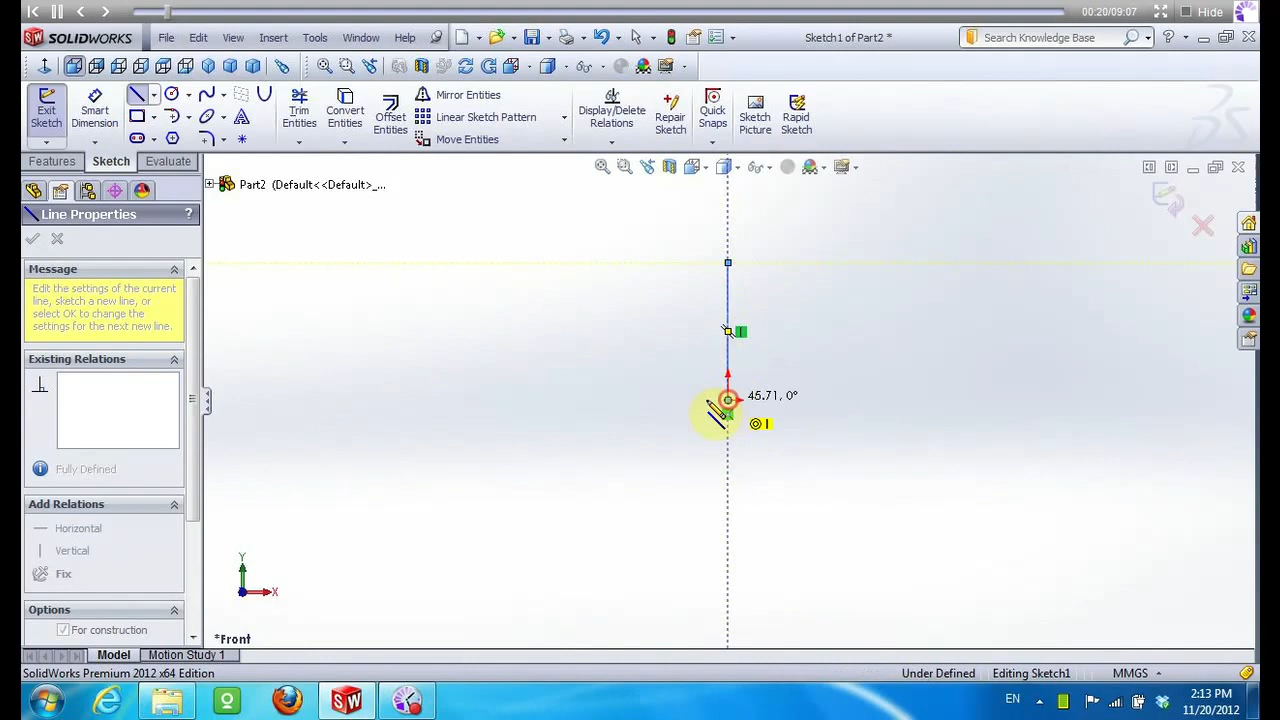 00:20/09:07
Hide
SOLIDWORKS
File Edit View Insert Tools Window Help
Sketch1 of Part2 *
Search Knowledge Base
Exit Sketch
Smart Dimension
Trim Entities
Convert Entities
Offset Entities
Mirror Entities
Linear Sketch Pattern
Move Entities
Display/Delete Relations
Repair Sketch
Quick Snaps
Sketch Picture
Rapid Sketch
Features Sketch Evaluate
Part2 (Default<<Default>_...
Line Properties ?
Message
Edit the settings of the current
line, sketch a new line, or
select OK to change the
settings for the next new line.
Existing Relations
Fully Defined
Add Relations
Horizontal
Vertical
Fix
Options
For construction
45.71, 0°
Y
X
*Front
Model Motion Study 1
SolidWorks Premium 2012 x64 Edition
Under Defined Editing Sketch1 MMGS
EN
2:13 PM
11/20/2012